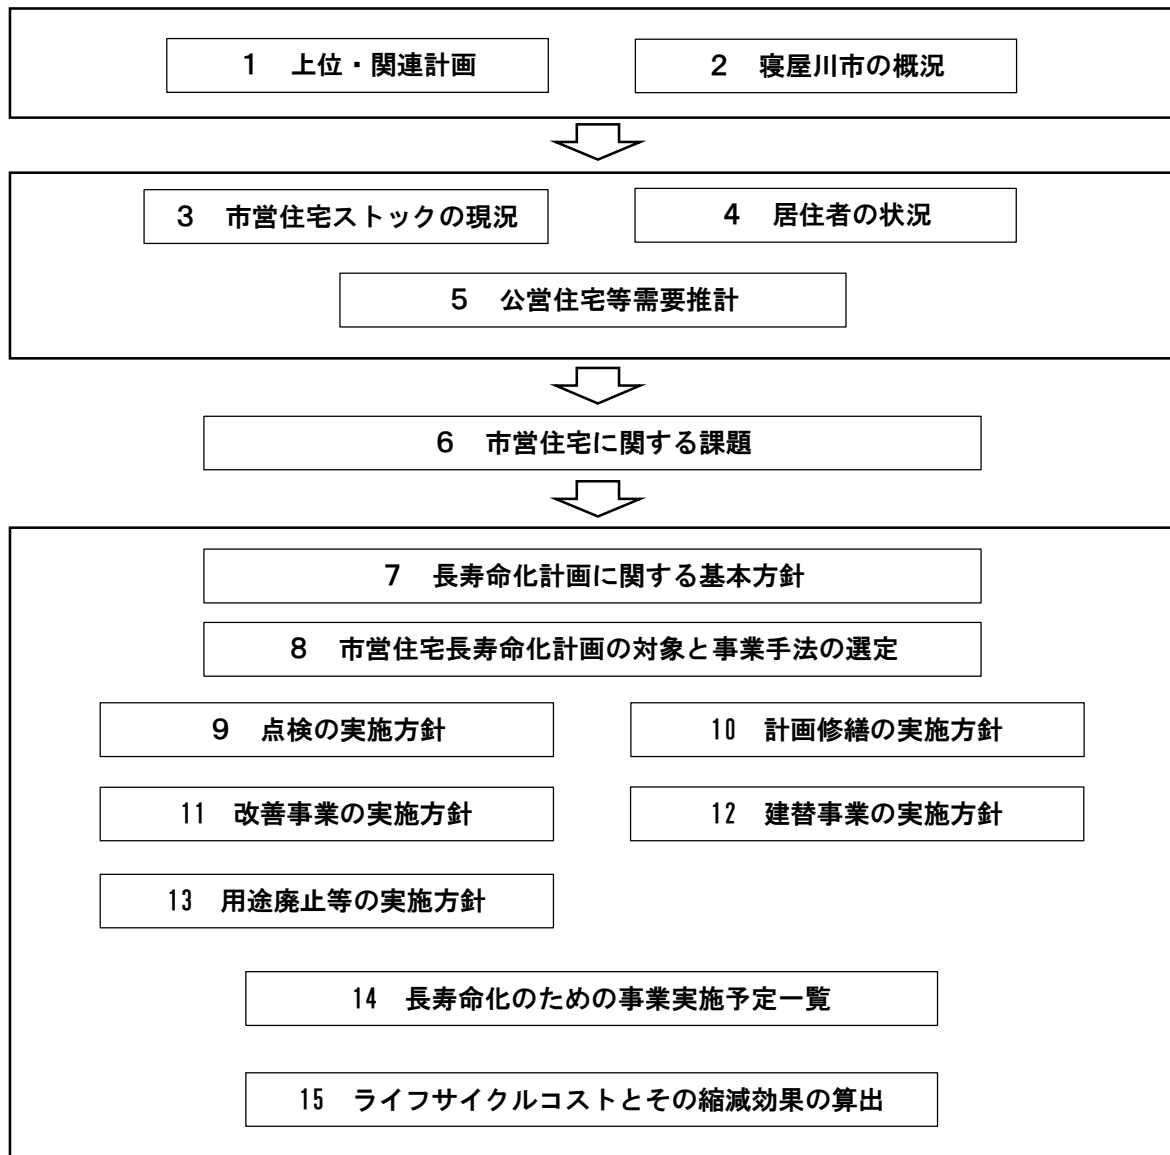 １　上位・関連計画
２　寝屋川市の概況
３　市営住宅ストックの現況
４　居住者の状況
５　公営住宅等需要推計
６　市営住宅に関する課題
７　長寿命化計画に関する基本方針
８　市営住宅長寿命化計画の対象と事業手法の選定
９　点検の実施方針
10　計画修繕の実施方針
11　改善事業の実施方針
12　建替事業の実施方針
13　用途廃止等の実施方針
14　長寿命化のための事業実施予定一覧
15　ライフサイクルコストとその縮減効果の算出